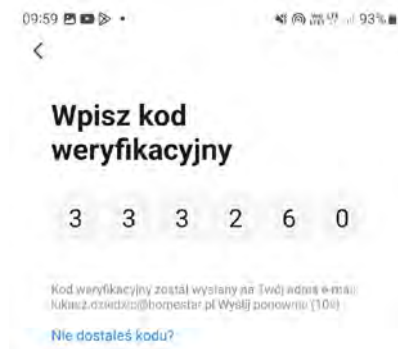 09:59 93%
Wpisz kod
weryfikacyjny
3 3 3 2 6 0
Kod weryfikacyjny został wysłany na Twój adres e-mail
Wyślij ponownie
Nie dostałeś kodu?